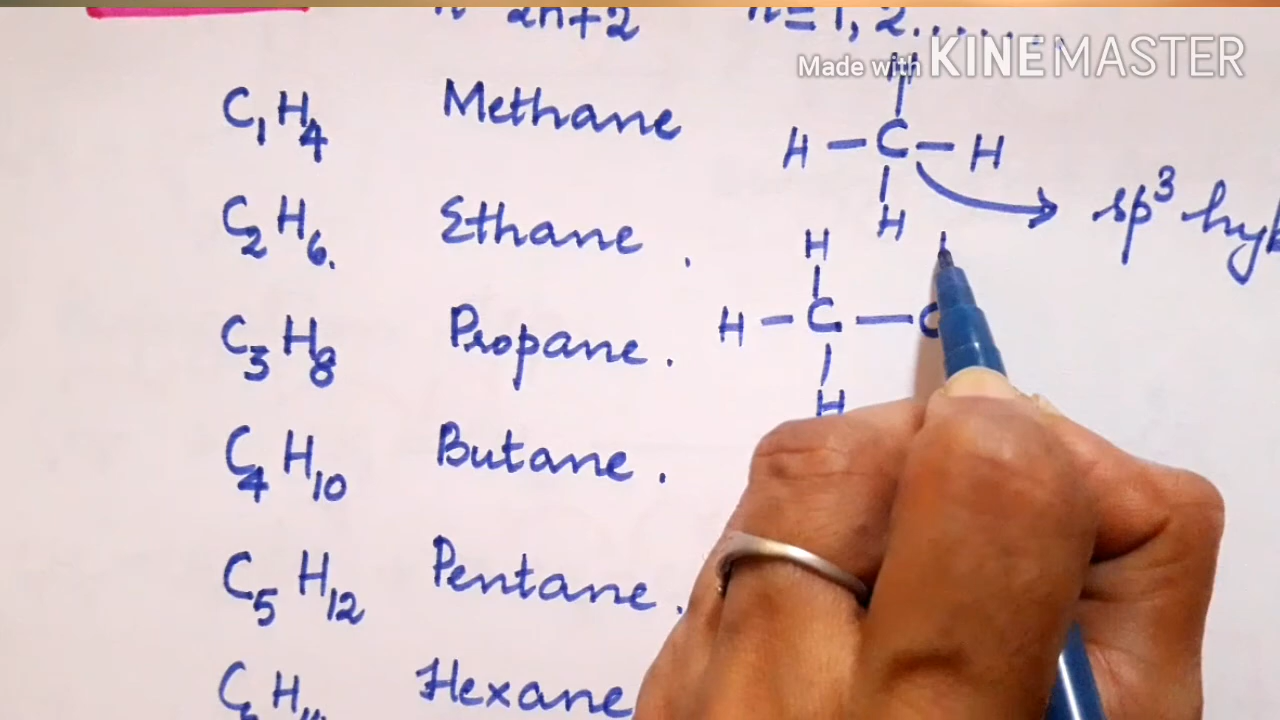 n 2n+2 n = 1, 2.......
Made with KINEMASTER
C₁H₄ Methane
H
H – C – H
H
sp³
C₂H₆. Ethane .
H
H – C — C
H
C₃H₈ Propane.
C₄H₁₀ Butane.
C₅H₁₂ Pentane.
Hexane